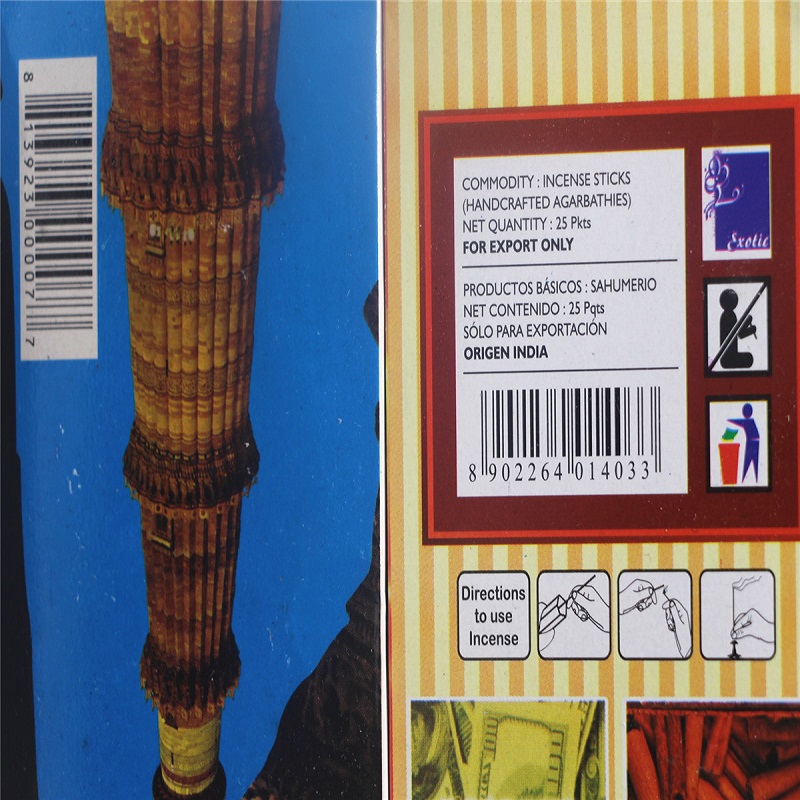 8 13923 00007 7
COMMODITY : INCENSE STICKS
(HANDCRAFTED AGARBATHIES)
NET QUANTITY : 25 Pkts
FOR EXPORT ONLY
PRODUCTOS BÁSICOS : SAHUMERIO
NET CONTENIDO : 25 Pqts
SÓLO PARA EXPORTACIÓN
ORIGEN INDIA
8 902264 014033
Exotic
Directions
to use
Incense